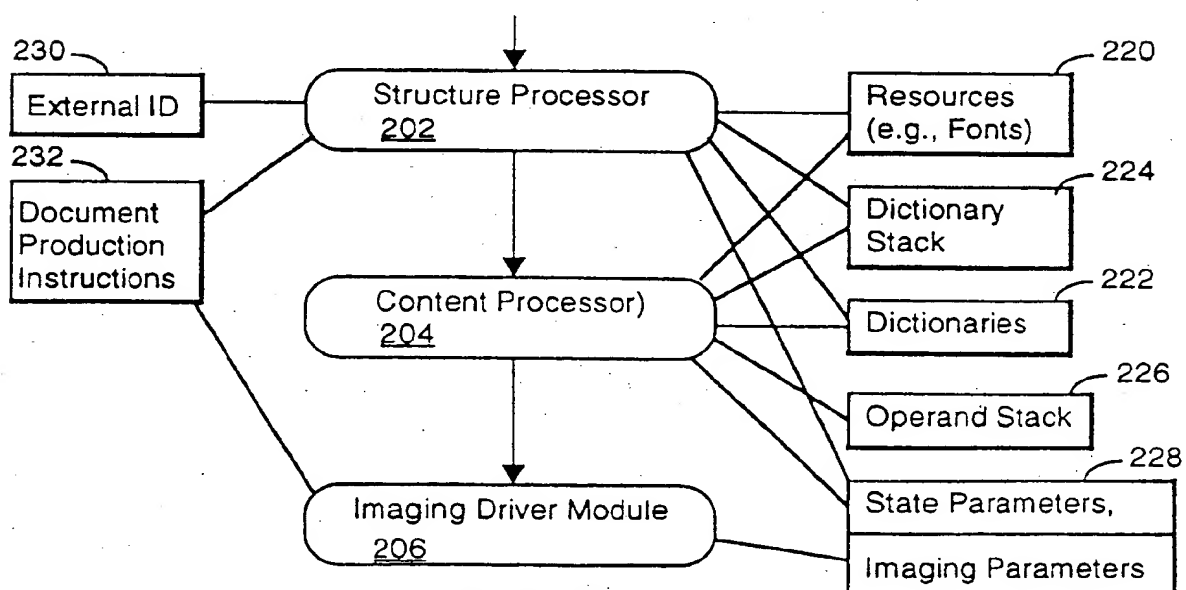 230
External ID
232
Document
Production
Instructions
Structure Processor
202
Content Processor)
204
Imaging Driver Module
206
220
Resources
(e.g., Fonts)
224
Dictionary
Stack
222
Dictionaries
226
Operand Stack
228
State Parameters,
Imaging Parameters